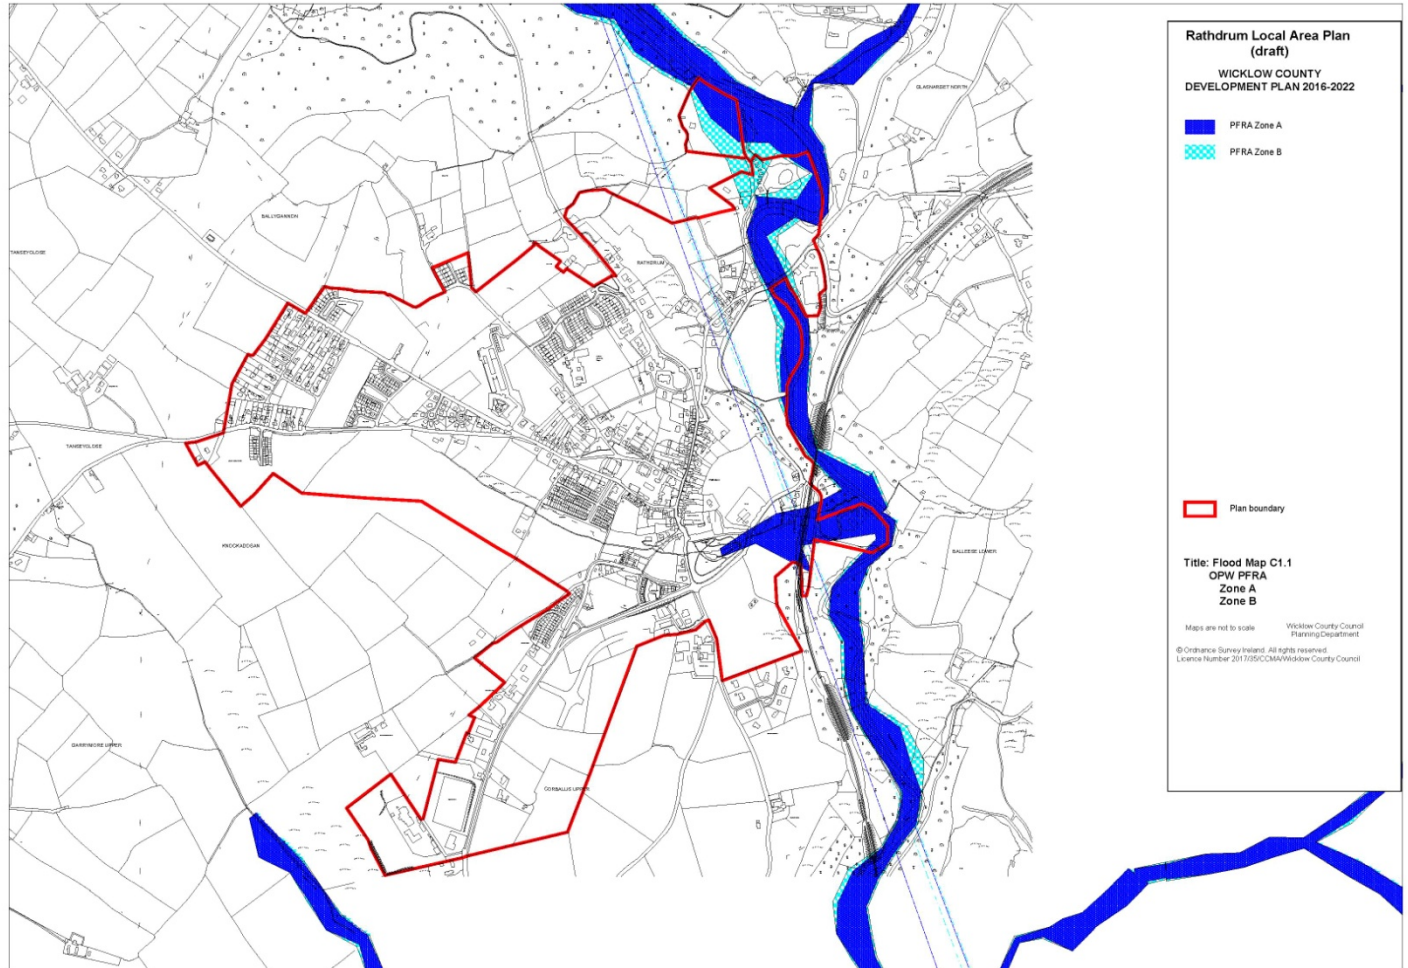 Rathdrum Local Area Plan
(draft)
WICKLOW COUNTY
DEVELOPMENT PLAN 2016-2022
PFRA Zone A
PFRA Zone B
Plan boundary
Title: Flood Map C1.1
OPW PFRA
Zone A
Zone B
Maps are not to scale
Wicklow County Council
Planning Department
© Ordnance Survey Ireland. All rights reserved.
Licence Number 2017/35/CCMA/Wicklow County Council
GLASNARGET NORTH
BALLYGANNON
TANSEYCLOSE
RATHDRUM
TANSEYCLOSE
KNOCKADOSAN
BALLEESE LOWER
GARRYMORE UPPER
CORBALLIS UPPER